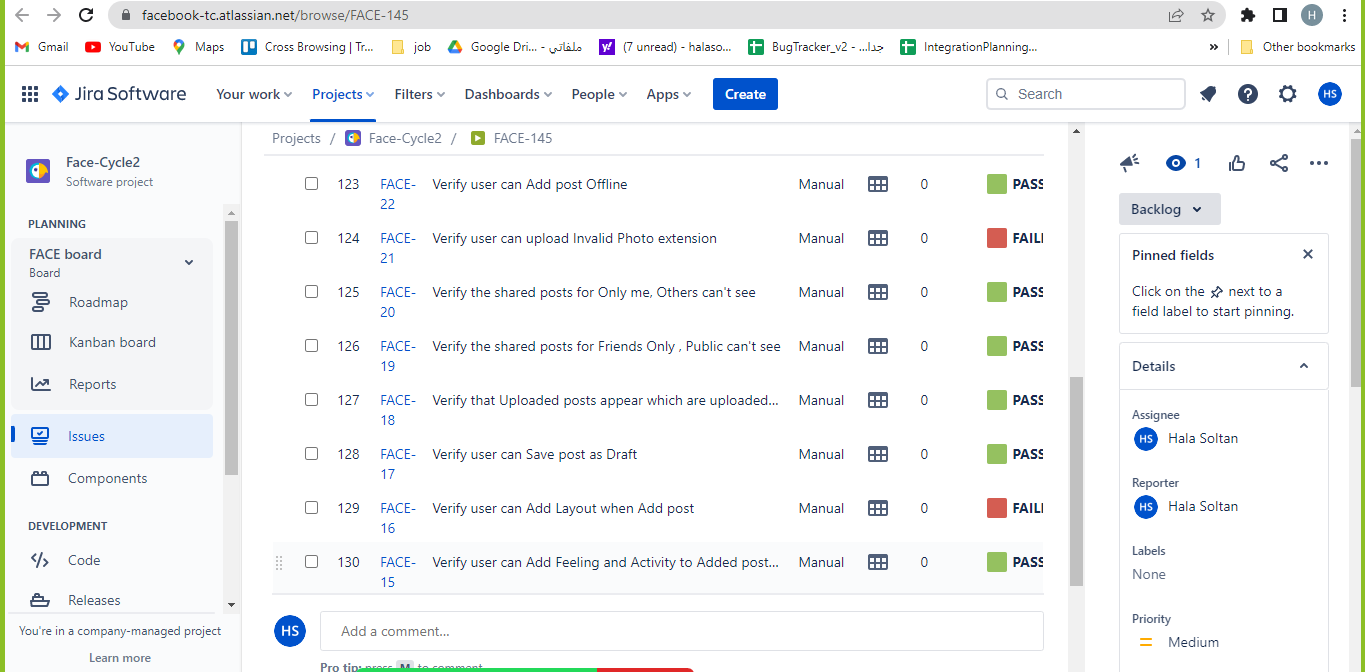 facebook-tc.atlassian.net/browse/FACE-145
H
Gmail YouTube Maps Cross Browsing | Tr... job Google Dri... - ملفاتي (7 unread) - halaso... BugTracker_v2 - ...جدا IntegrationPlanning... » Other bookmarks
Jira Software Your work Projects Filters Dashboards People Apps Create Search HS
Projects / Face-Cycle2 / FACE-145
Face-Cycle2
Software project
PLANNING
FACE board
Board
Roadmap
Kanban board
Reports
Issues
Components
DEVELOPMENT
Code
Releases
You're in a company-managed project
Learn more
123 FACE-22 Verify user can Add post Offline Manual 0 PASS
124 FACE-21 Verify user can upload Invalid Photo extension Manual 0 FAIL
125 FACE-20 Verify the shared posts for Only me, Others can't see Manual 0 PASS
126 FACE-19 Verify the shared posts for Friends Only , Public can't see Manual 0 PASS
127 FACE-18 Verify that Uploaded posts appear which are uploaded... Manual 0 PASS
128 FACE-17 Verify user can Save post as Draft Manual 0 PASS
129 FACE-16 Verify user can Add Layout when Add post Manual 0 FAIL
130 FACE-15 Verify user can Add Feeling and Activity to Added post... Manual 0 PASS
HS Add a comment...
Pro tip: press M to comment
1
Backlog
Pinned fields
Click on the next to a
field label to start pinning.
Details
Assignee
HS Hala Soltan
Reporter
HS Hala Soltan
Labels
None
Priority
Medium